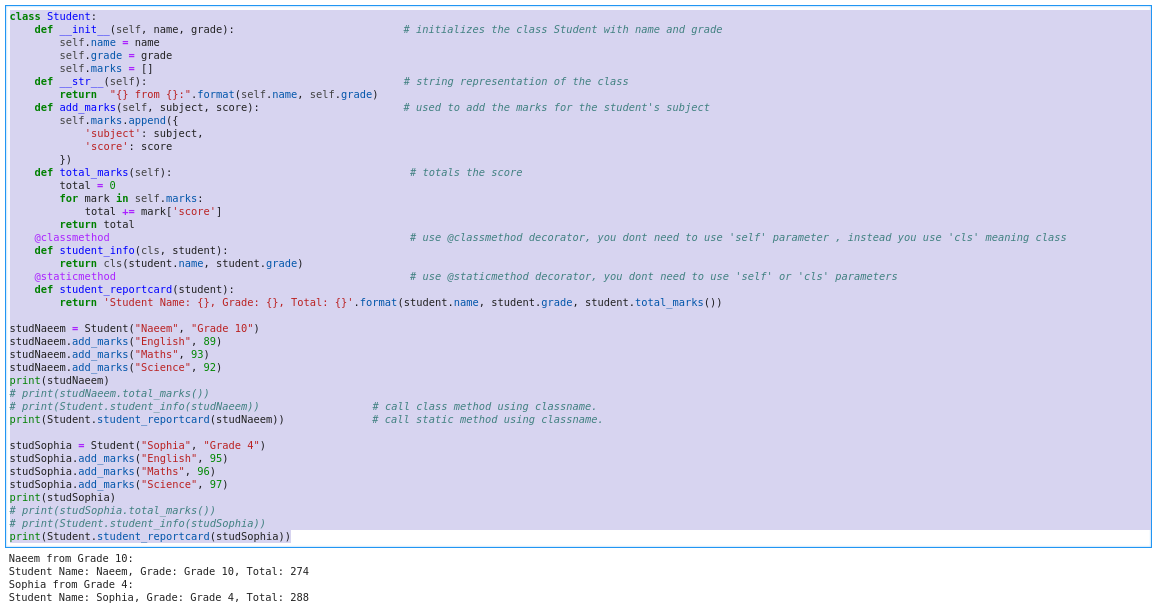 class Student:
    def __init__(self, name, grade):                           # initializes the class Student with name and grade
        self.name = name
        self.grade = grade
        self.marks = []
    def __str__(self):                                         # string representation of the class
        return  "{} from {}:".format(self.name, self.grade)
    def add_marks(self, subject, score):                       # used to add the marks for the student's subject
        self.marks.append({
            'subject': subject,
            'score': score
        })
    def total_marks(self):                                      # totals the score
        total = 0
        for mark in self.marks:
            total += mark['score']
        return total
    @classmethod                                                # use @classmethod decorator, you dont need to use 'self' parameter , instead you use 'cls' meaning class
    def student_info(cls, student):
        return cls(student.name, student.grade)
    @staticmethod                                               # use @staticmethod decorator, you dont need to use 'self' or 'cls' parameters
    def student_reportcard(student):
        return 'Student Name: {}, Grade: {}, Total: {}'.format(student.name, student.grade, student.total_marks())

studNaeem = Student("Naeem", "Grade 10")
studNaeem.add_marks("English", 89)
studNaeem.add_marks("Maths", 93)
studNaeem.add_marks("Science", 92)
print(studNaeem)
# print(studNaeem.total_marks())
# print(Student.student_info(studNaeem))                  # call class method using classname.
print(Student.student_reportcard(studNaeem))              # call static method using classname.

studSophia = Student("Sophia", "Grade 4")
studSophia.add_marks("English", 95)
studSophia.add_marks("Maths", 96)
studSophia.add_marks("Science", 97)
print(studSophia)
# print(studSophia.total_marks())
# print(Student.student_info(studSophia))
print(Student.student_reportcard(studSophia))
Naeem from Grade 10:
Student Name: Naeem, Grade: Grade 10, Total: 274
Sophia from Grade 4:
Student Name: Sophia, Grade: Grade 4, Total: 288